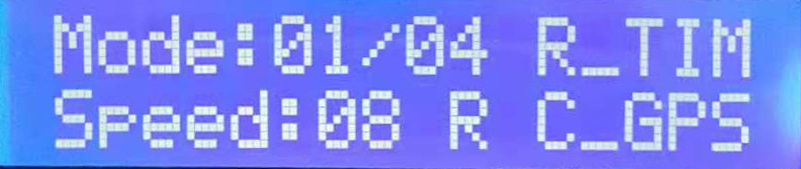 Mode:01/04 R_TIM
Speed:08 R C_GPS